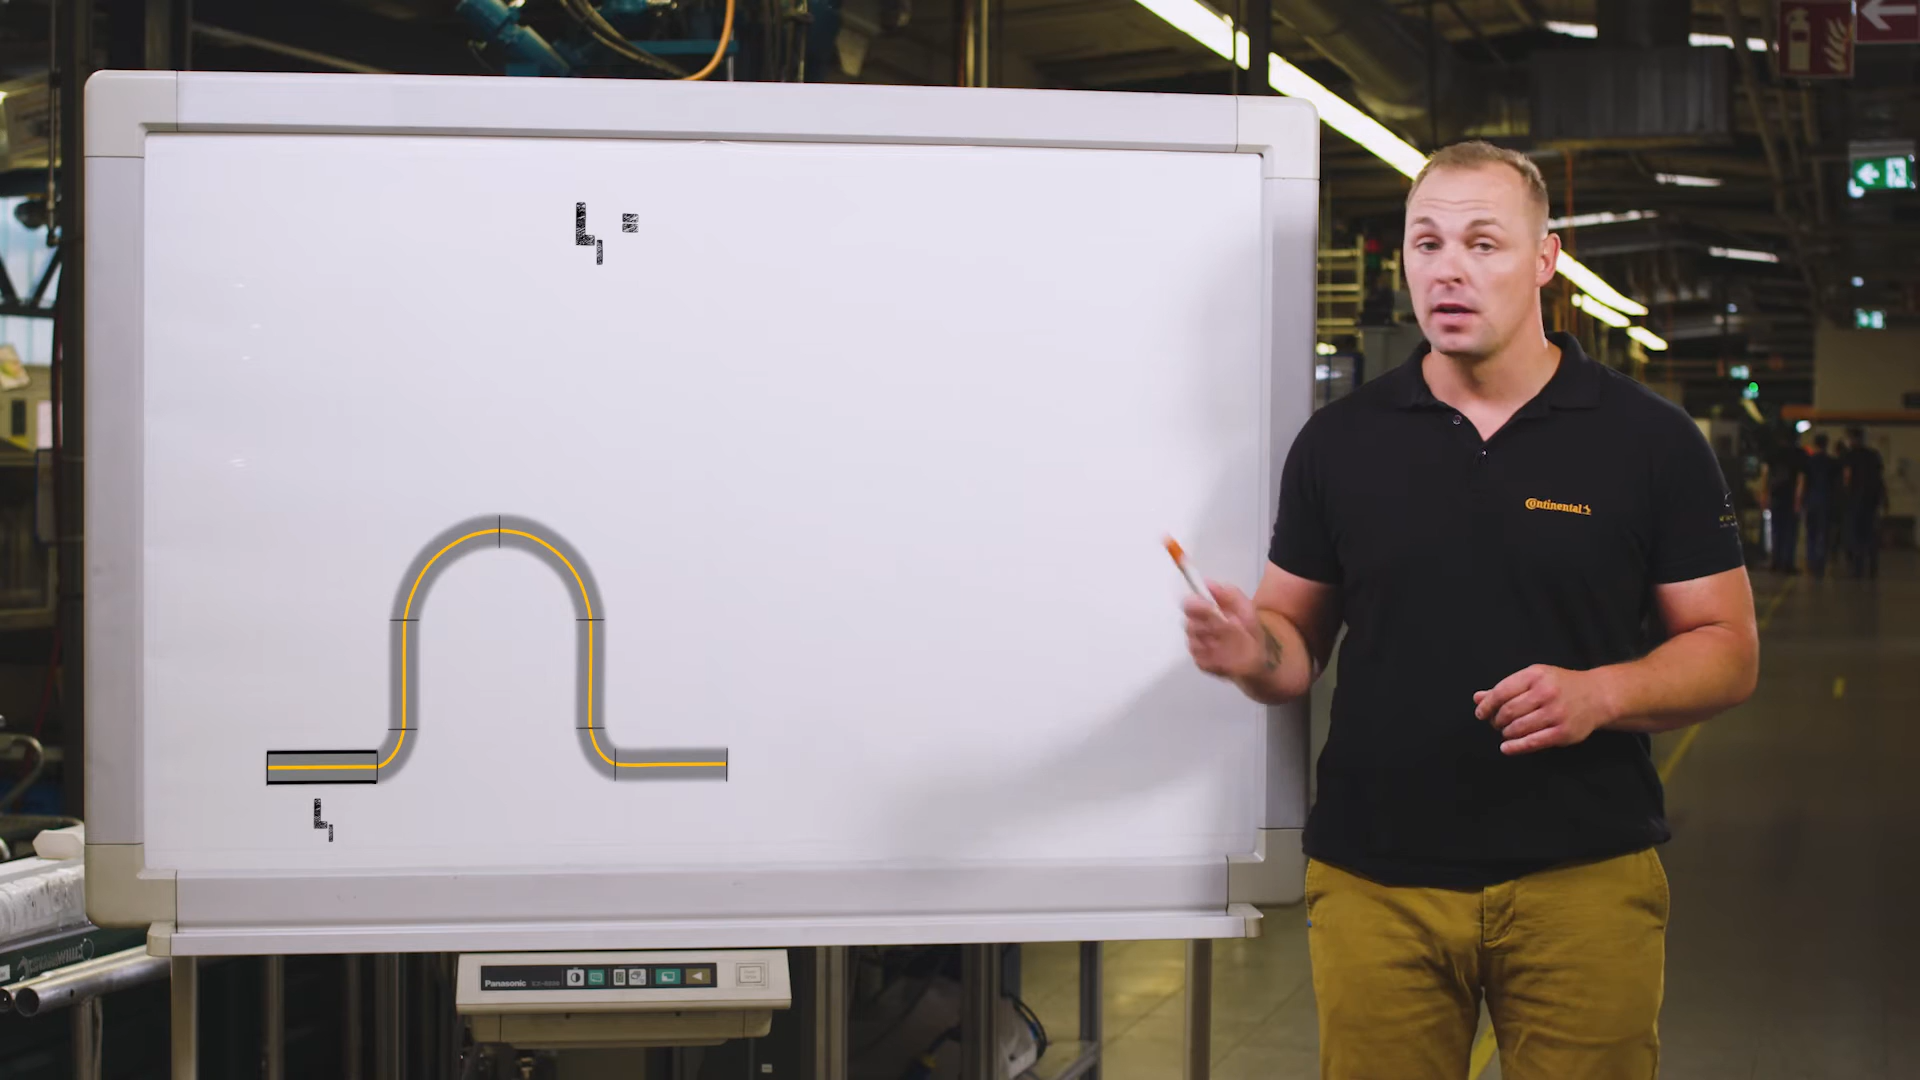 L₁ =
Continental
L₁
Panasonic